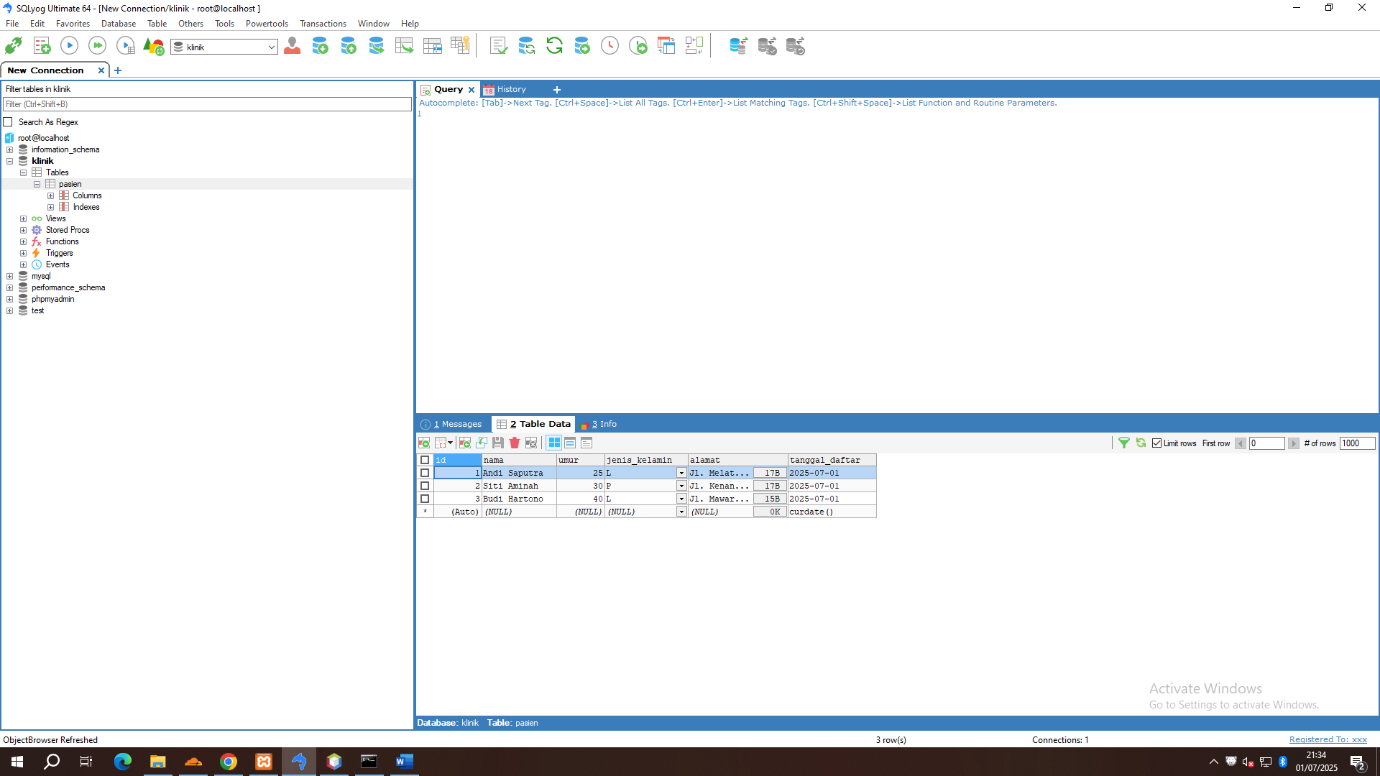 SQLyog Ultimate 64 - [New Connection/klinik - root@localhost ]
File Edit Favorites Database Table Others Tools Powertools Transactions Window Help
klinik
New Connection
Filter tables in klinik
Filter (Ctrl+Shift+B)
Search As Regex
root@localhost
information_schema
klinik
Tables
pasien
Columns
Indexes
Views
Stored Procs
Functions
Triggers
Events
mysql
performance_schema
phpmyadmin
test
Query History
Autocomplete: [Tab]->Next Tag. [Ctrl+Space]->List All Tags. [Ctrl+Enter]->List Matching Tags. [Ctrl+Shift+Space]->List Function and Routine Parameters.
1
1 Messages 2 Table Data 3 Info
Limit rows First row 0 # of rows 1000
id nama umur jenis_kelamin alamat tanggal_daftar
1 Andi Saputra 25 L Jl. Melat... 17B 2025-07-01
2 Siti Aminah 30 P Jl. Kenan... 17B 2025-07-01
3 Budi Hartono 40 L Jl. Mawar... 15B 2025-07-01
* (Auto) (NULL) (NULL) (NULL) (NULL) 0K curdate()
Activate Windows
Go to Settings to activate Windows.
Database: klinik Table: pasien
ObjectBrowser Refreshed 3 row(s) Connections: 1 Registered To: xxx
21:34
01/07/2025
2